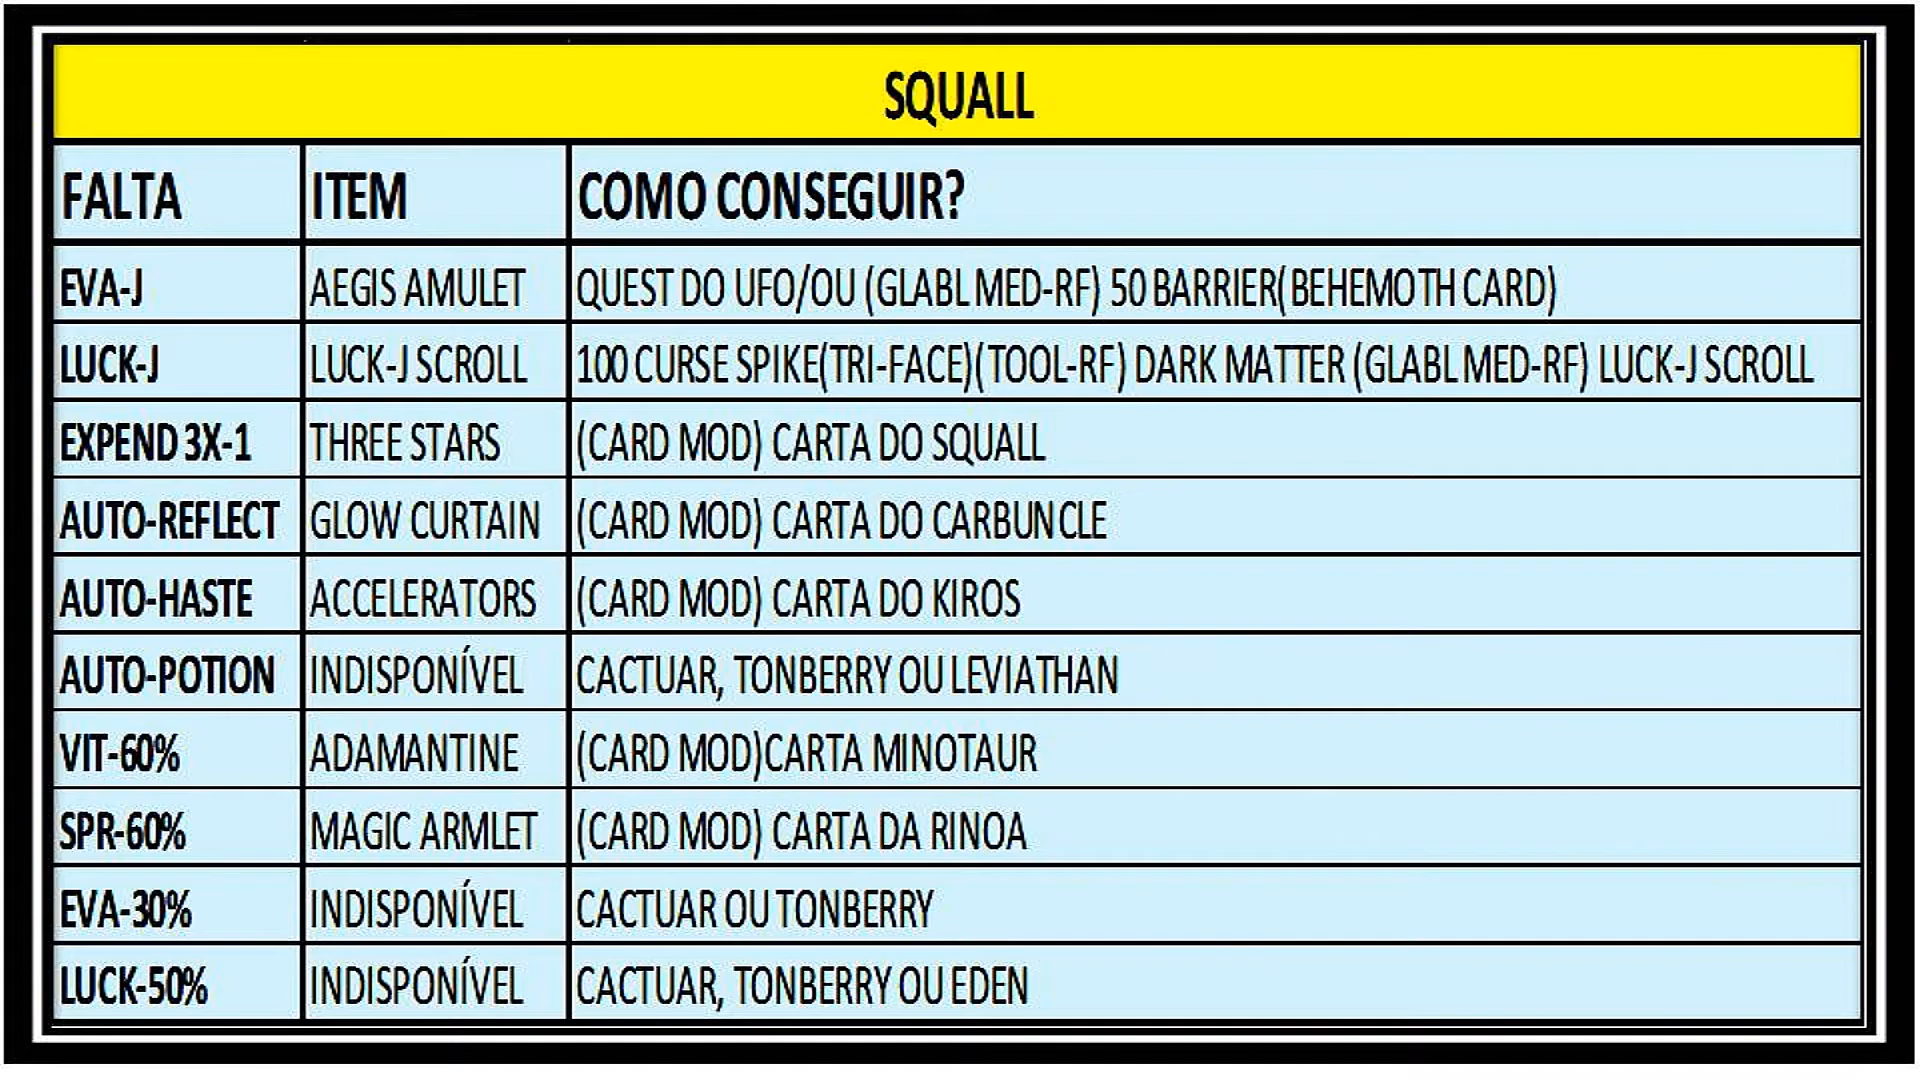 SQUALL
FALTA ITEM COMO CONSEGUIR?
EVA-J AEGIS AMULET QUEST DO UFO/OU (GLABL MED-RF) 50 BARRIER(BEHEMOTH CARD)
LUCK-J LUCK-J SCROLL 100 CURSE SPIKE(TRI-FACE)(TOOL-RF) DARK MATTER (GLABL MED-RF) LUCK-J SCROLL
EXPEND 3X-1 THREE STARS (CARD MOD) CARTA DO SQUALL
AUTO-REFLECT GLOW CURTAIN (CARD MOD) CARTA DO CARBUNCLE
AUTO-HASTE ACCELERATORS (CARD MOD) CARTA DO KIROS
AUTO-POTION INDISPONÍVEL CACTUAR, TONBERRY OU LEVIATHAN
VIT-60% ADAMANTINE (CARD MOD)CARTA MINOTAUR
SPR-60% MAGIC ARMLET (CARD MOD) CARTA DA RINOA
EVA-30% INDISPONÍVEL CACTUAR OU TONBERRY
LUCK-50% INDISPONÍVEL CACTUAR, TONBERRY OU EDEN